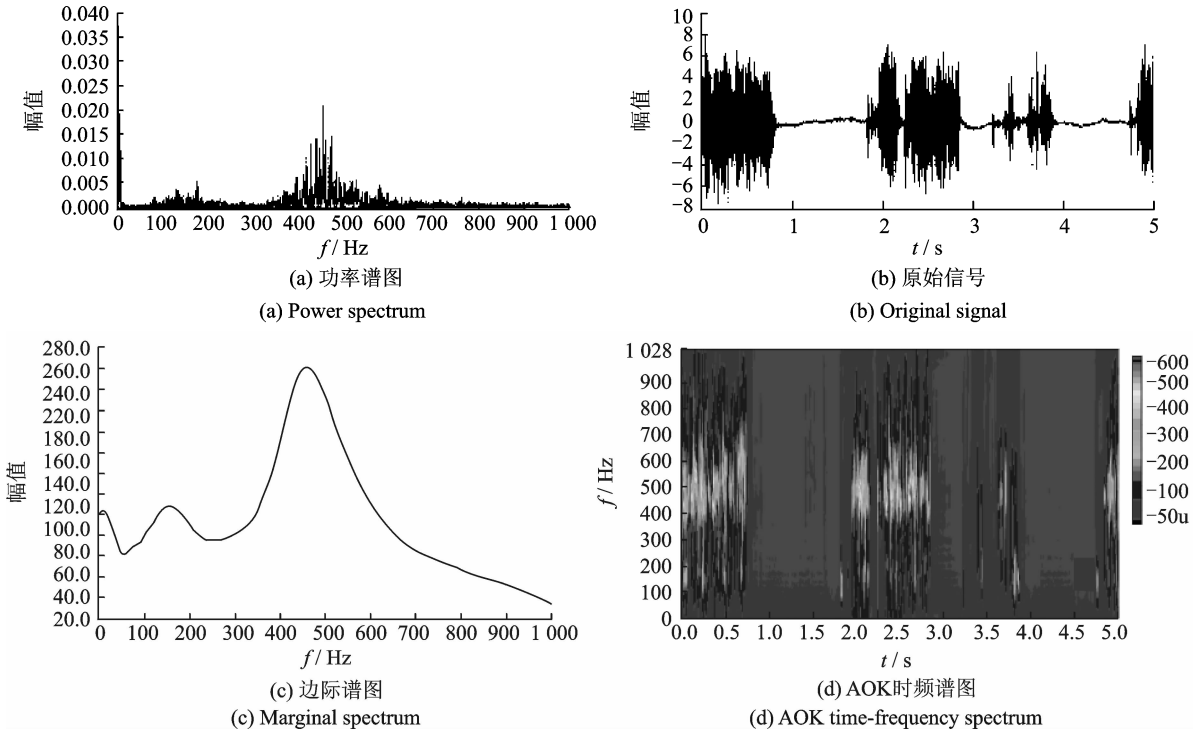 0.040
0.035
0.030
0.025
0.020
0.015
0.010
0.005
0.000
幅值
0 100 200 300 400 500 600 700 800 900 1 000
f / Hz
(a) 功率谱图
(a) Power spectrum
10
8
6
4
2
0
−2
−4
−6
−8
幅值
0 1 2 3 4 5
t / s
(b) 原始信号
(b) Original signal
280.0
260.0
240.0
220.0
180.0
160.0
140.0
120.0
100.0
80.0
60.0
40.0
20.0
幅值
0 100 200 300 400 500 600 700 800 900 1 000
f / Hz
(c) 边际谱图
(c) Marginal spectrum
1 028
900
800
700
600
500
400
300
200
100
0
f / Hz
0.0 0.5 1.0 1.5 2.0 2.5 3.0 3.5 4.0 4.5 5.0
t / s
−600
−500
−400
−300
−200
−100
−50u
(d) AOK时频谱图
(d) AOK time-frequency spectrum